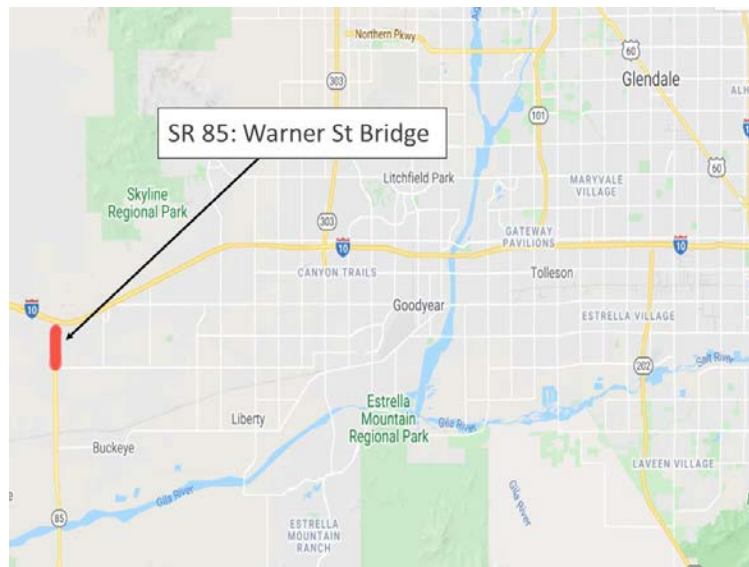 Northern Pkwy
60
Glendale
303
101
SR 85: Warner St Bridge
60
Litchfield Park
MARYVALE
VILLAGE
Skyline
Regional Park
303
GATEWAY
PAVILIONS
10
10
CANYON TRAILS
Tolleson
10
Goodyear
ESTRELLA VILLAGE
202
Salt River
Estrella
Mountain
Regional Park
Liberty
Gila River
Buckeye
LAVEEN VILLAGE
Gila River
Gila River
85
ESTRELLA
MOUNTAIN
RANCH